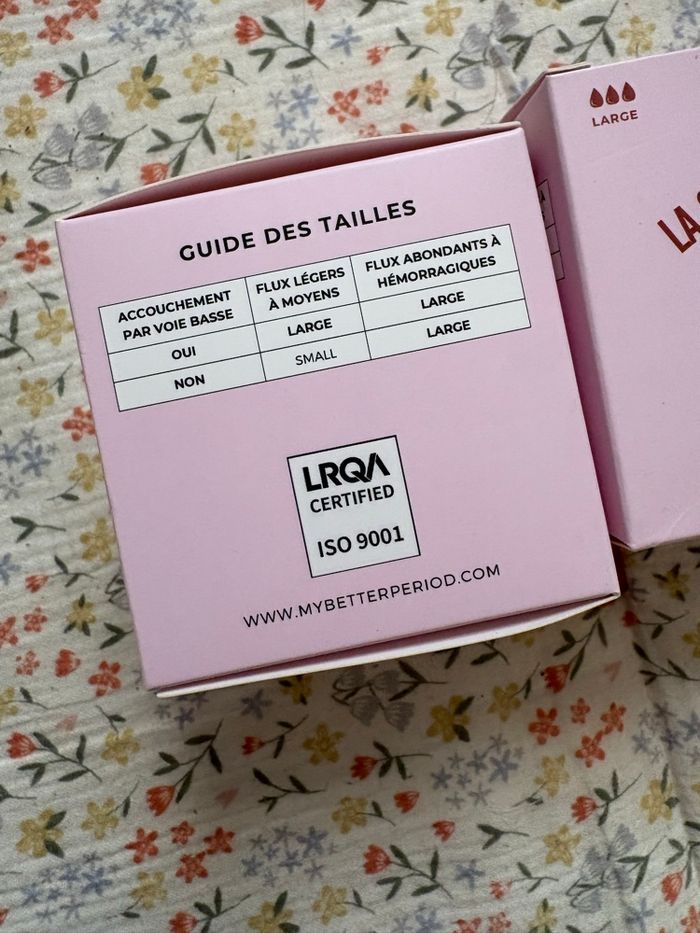 LARGE
LA
GUIDE DES TAILLES
ACCOUCHEMENT
PAR VOIE BASSE
FLUX LÉGERS
À MOYENS
FLUX ABONDANTS À
HÉMORRAGIQUES
OUI
LARGE
LARGE
NON
SMALL
LARGE
LRQA
CERTIFIED
ISO 9001
WWW.MYBETTERPERIOD.COM